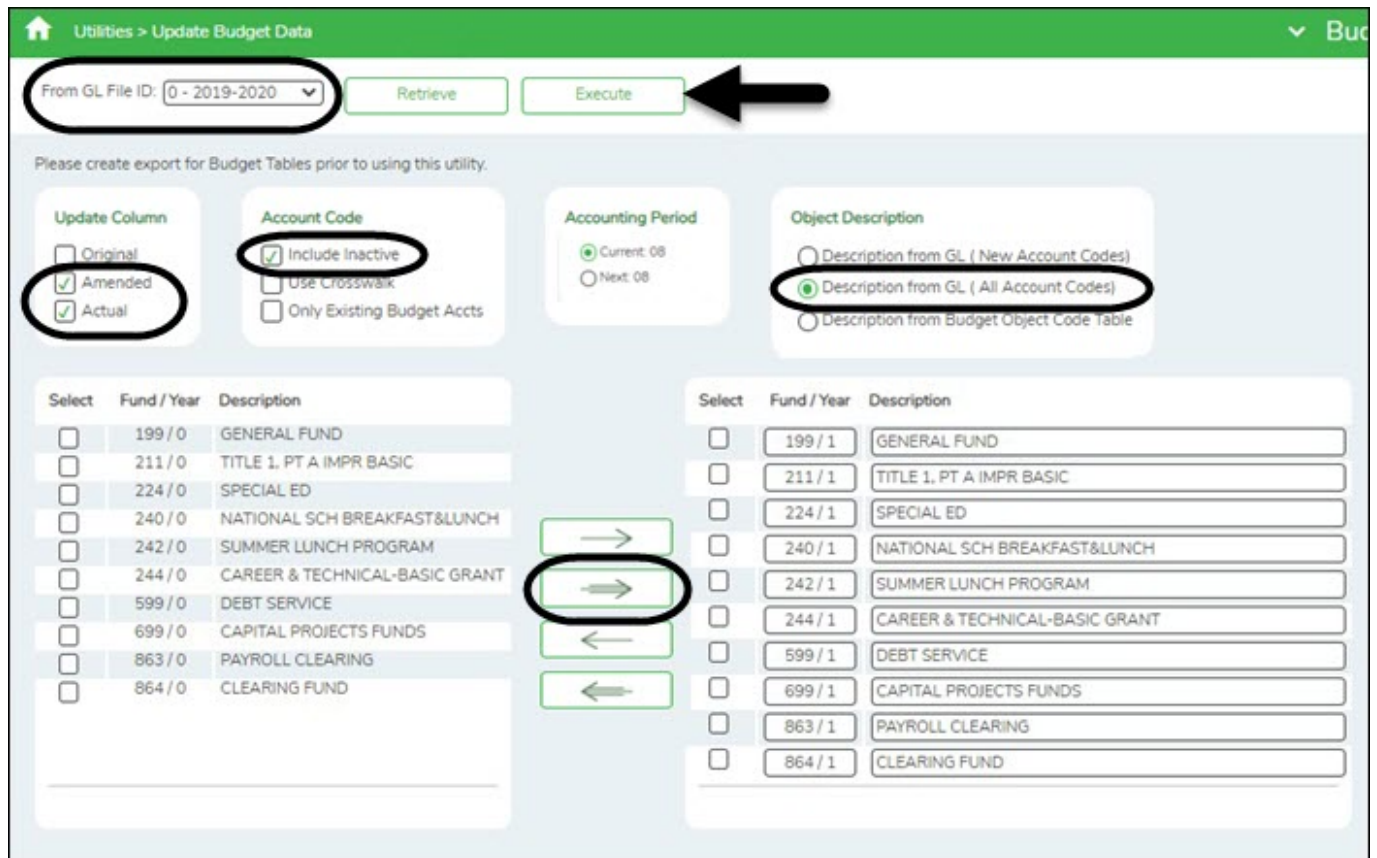 Utilities > Update Budget Data
Bud
From GL File ID: 0 - 2019-2020 Retrieve Execute
Please create export for Budget Tables prior to using this utility.
Update Column
Original
Amended
Actual
Account Code
Include Inactive
Use Crosswalk
Only Existing Budget Accts
Accounting Period
Current: 08
Next: 08
Object Description
Description from GL ( New Account Codes)
Description from GL ( All Account Codes)
Description from Budget Object Code Table
Select Fund / Year Description
199 / 0 GENERAL FUND
211 / 0 TITLE 1, PT A IMPR BASIC
224 / 0 SPECIAL ED
240 / 0 NATIONAL SCH BREAKFAST&LUNCH
242 / 0 SUMMER LUNCH PROGRAM
244 / 0 CAREER & TECHNICAL-BASIC GRANT
599 / 0 DEBT SERVICE
699 / 0 CAPITAL PROJECTS FUNDS
863 / 0 PAYROLL CLEARING
864 / 0 CLEARING FUND
Select Fund / Year Description
199 / 1 GENERAL FUND
211 / 1 TITLE 1, PT A IMPR BASIC
224 / 1 SPECIAL ED
240 / 1 NATIONAL SCH BREAKFAST&LUNCH
242 / 1 SUMMER LUNCH PROGRAM
244 / 1 CAREER & TECHNICAL-BASIC GRANT
599 / 1 DEBT SERVICE
699 / 1 CAPITAL PROJECTS FUNDS
863 / 1 PAYROLL CLEARING
864 / 1 CLEARING FUND